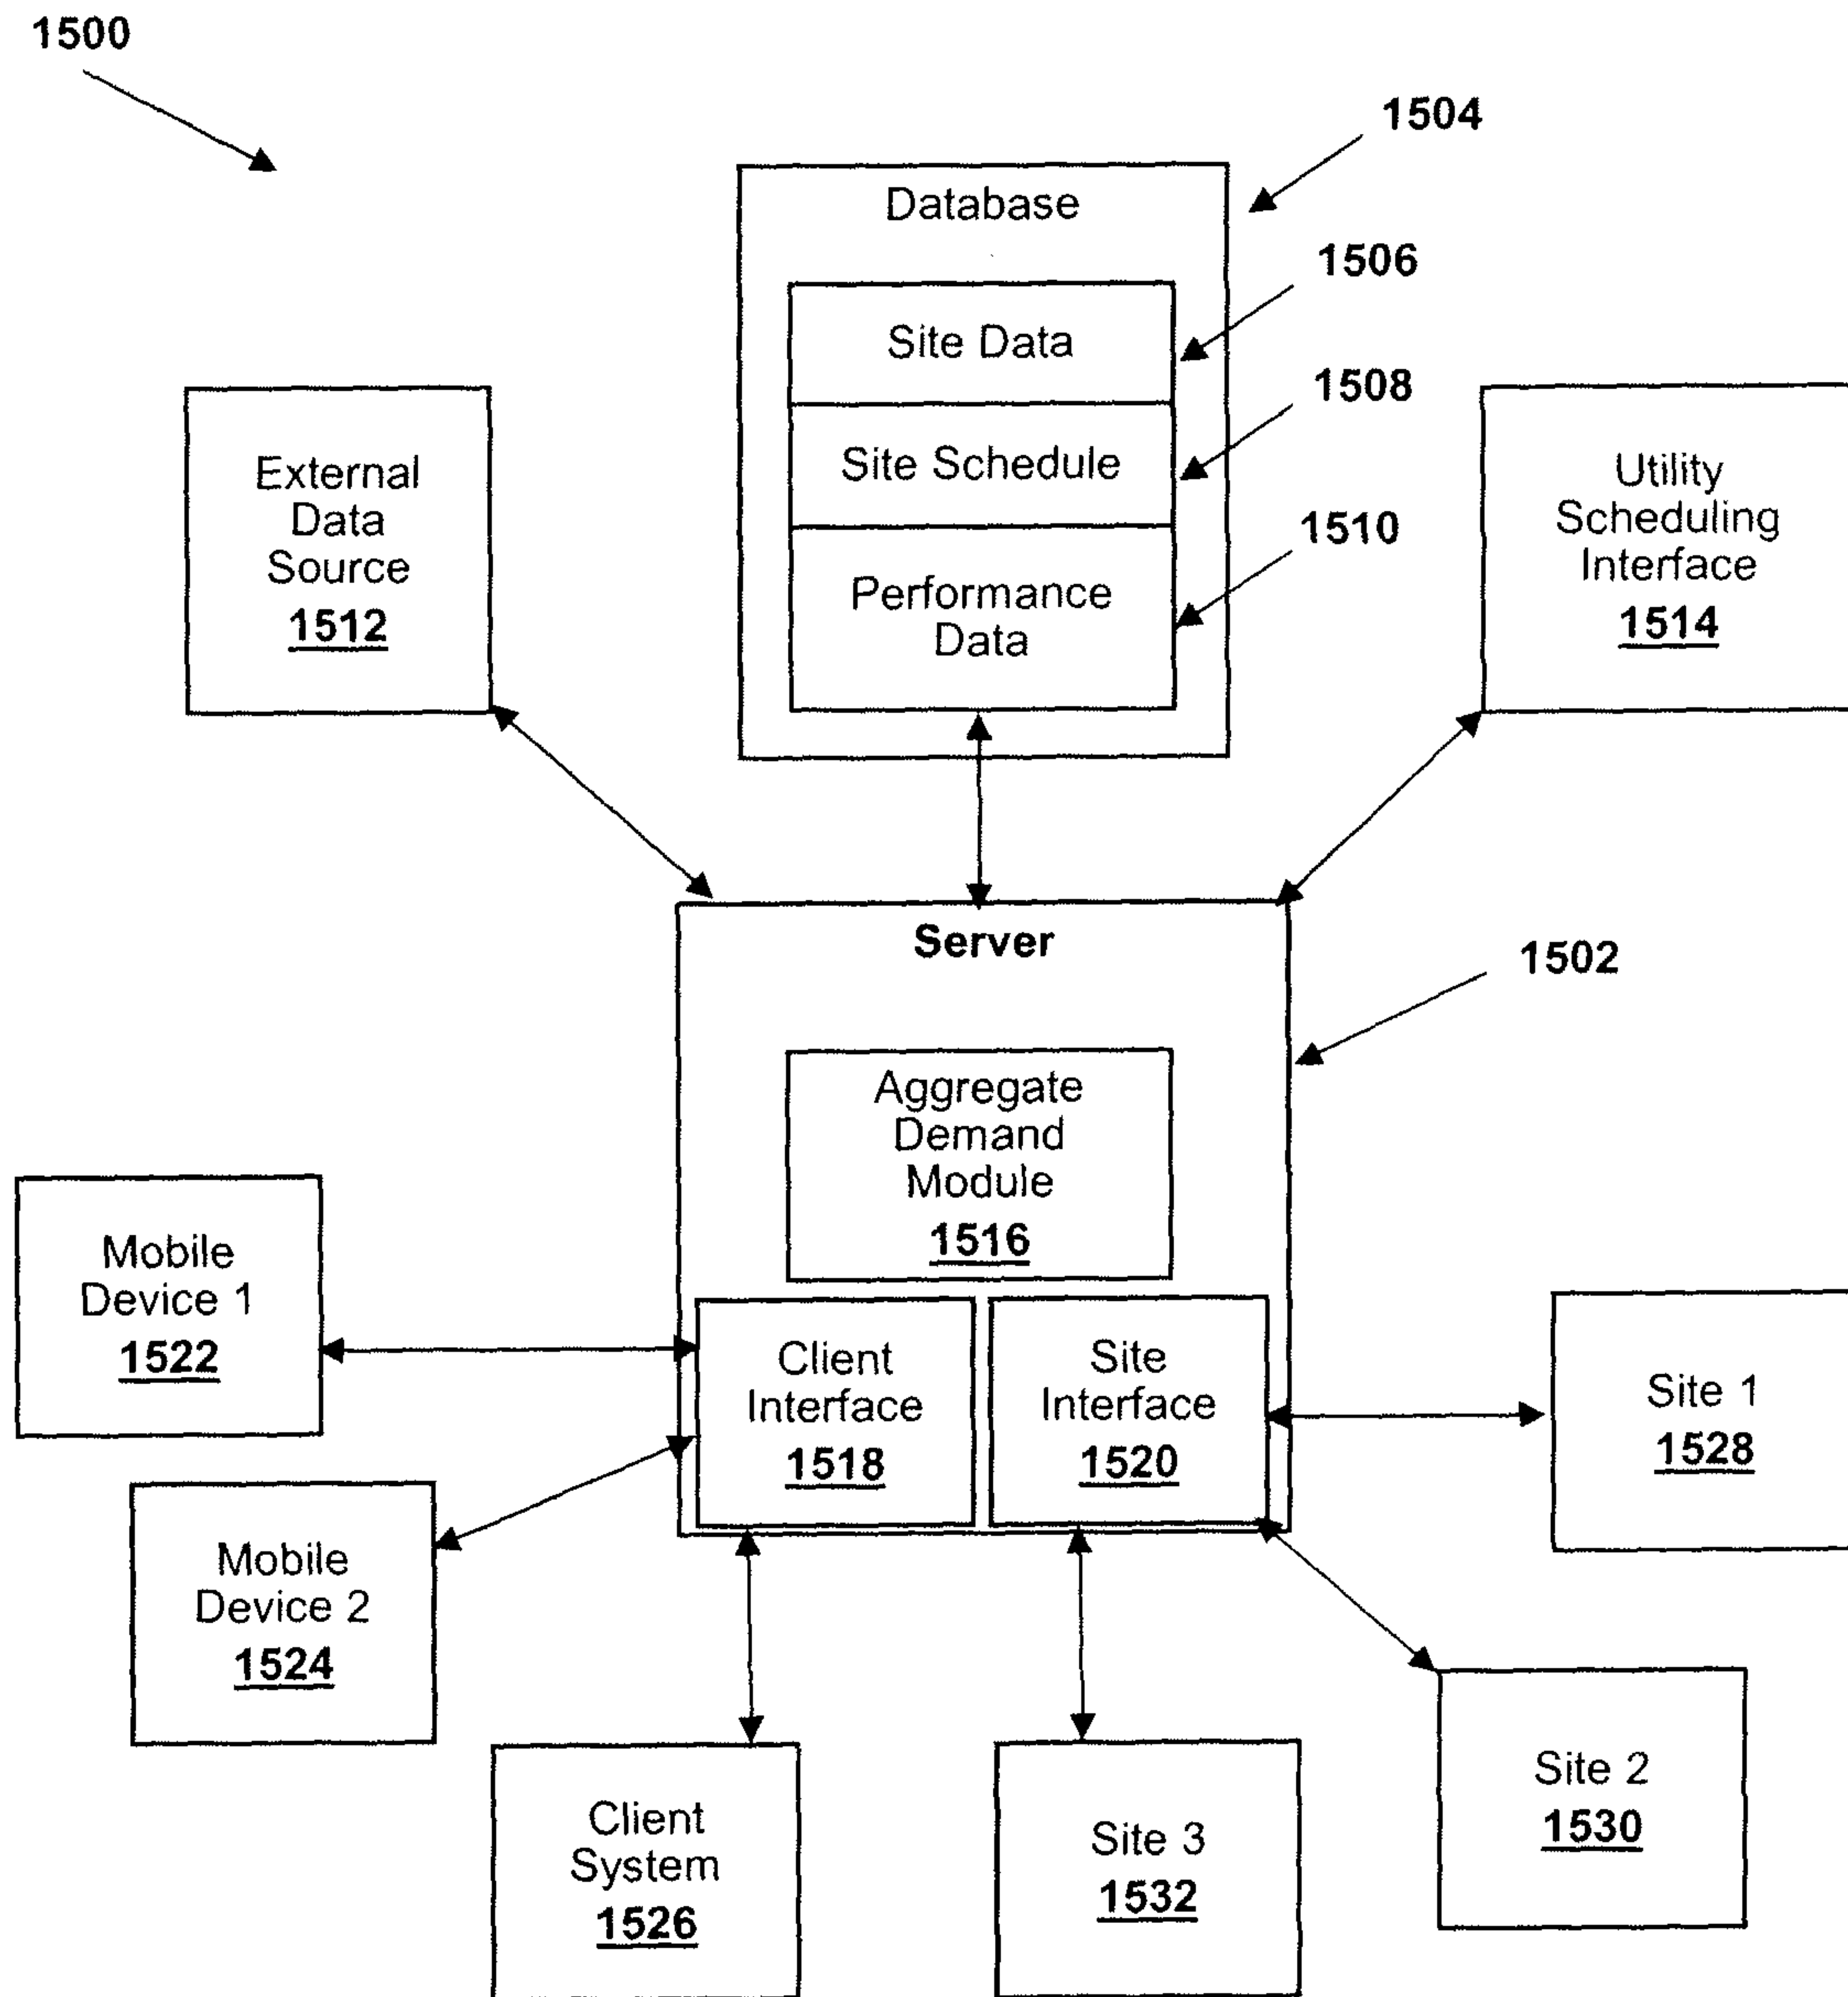 1500
1504
Database
1506
Site Data
1508
Site Schedule
1510
Performance
Data
External
Data
Source
1512
Utility
Scheduling
Interface
1514
Server
1502
Aggregate
Demand
Module
1516
Mobile
Device 1
1522
Client
Interface
1518
Site
Interface
1520
Site 1
1528
Mobile
Device 2
1524
Client
System
1526
Site 3
1532
Site 2
1530